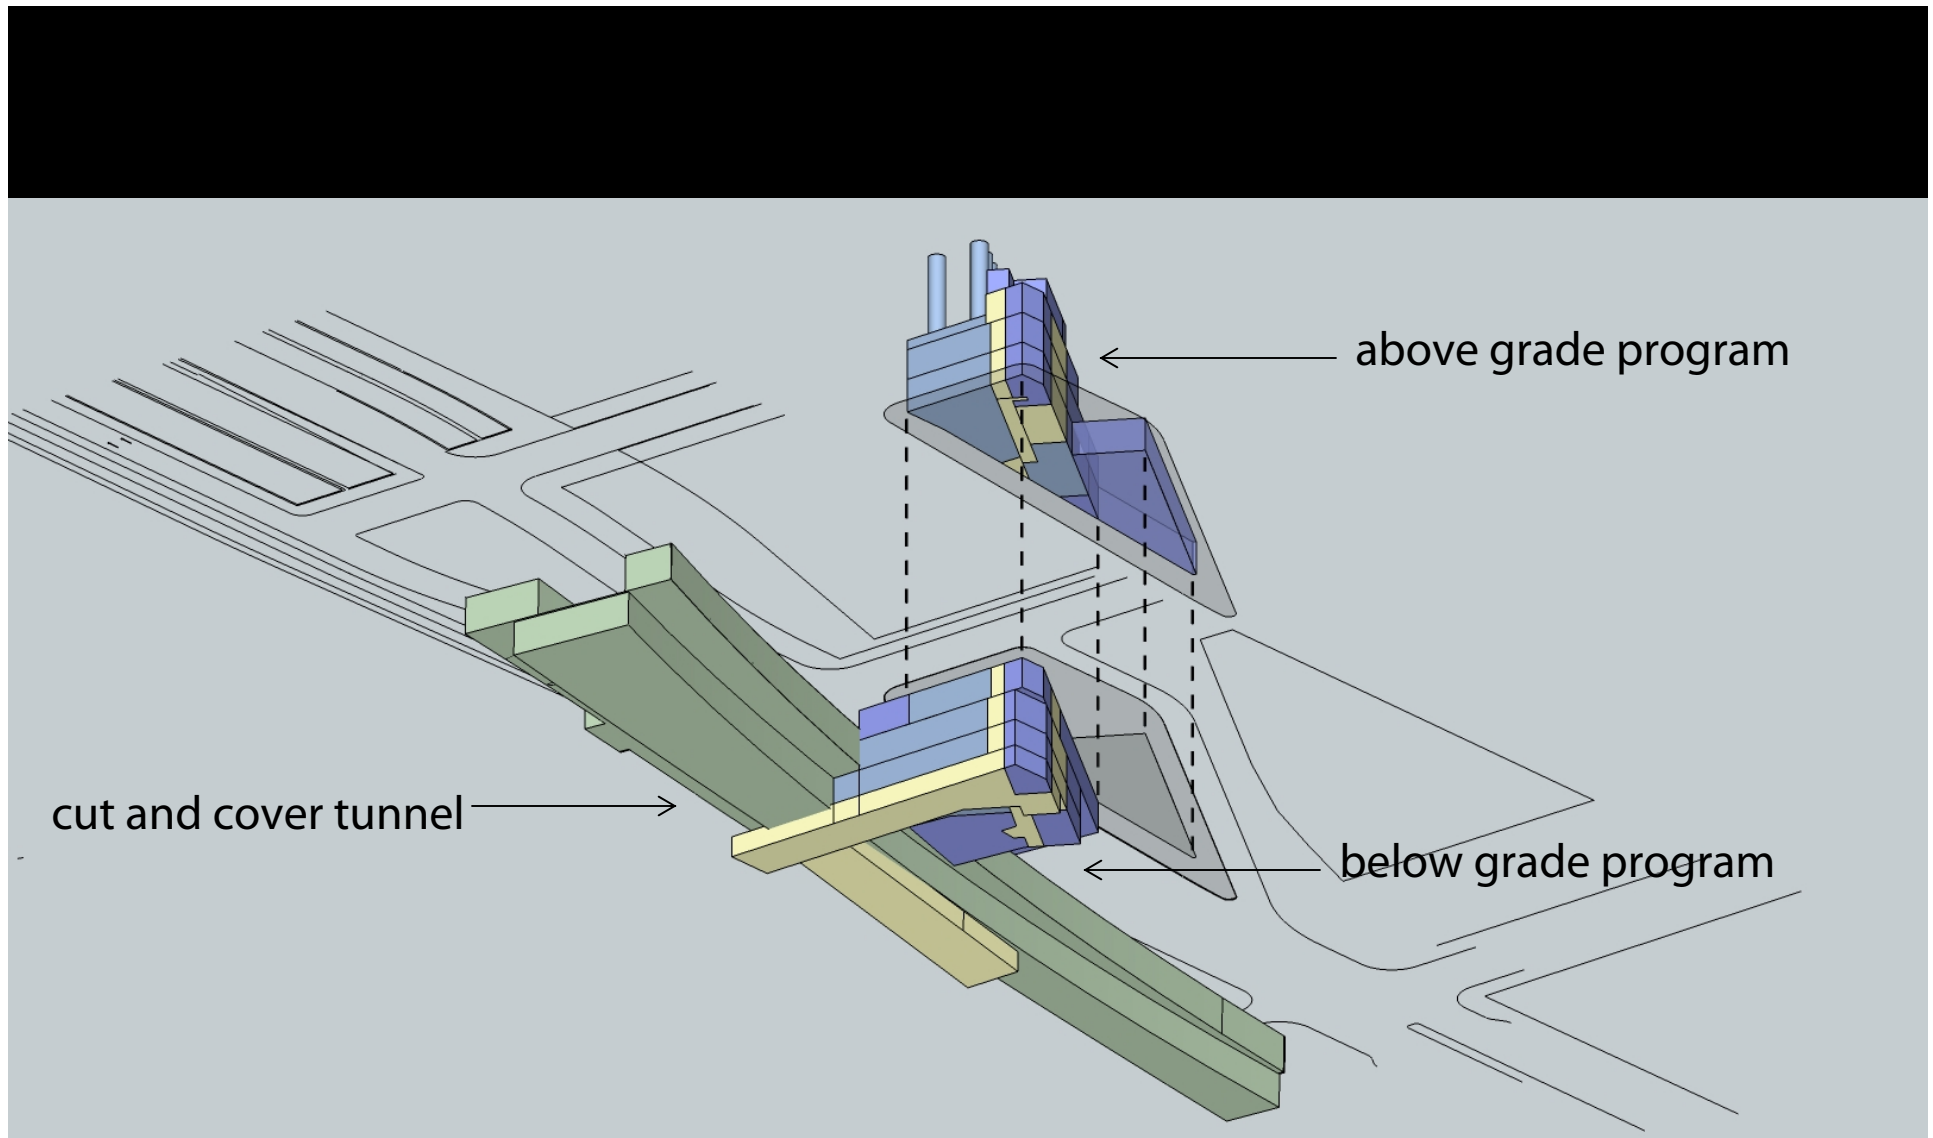 above grade program
cut and cover tunnel
below grade program